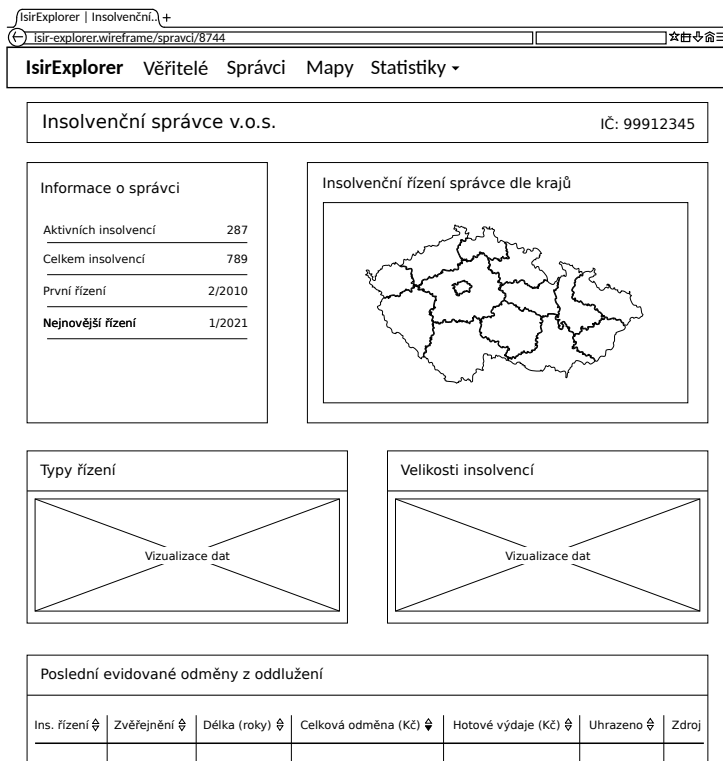 IsirExplorer | Insolvenční.. +
isir-explorer.wireframe/spravci/8744
IsirExplorer Věřitelé Správci Mapy Statistiky
Insolvenční správce v.o.s. IČ: 99912345
Informace o správci
Aktivních insolvencí 287
Celkem insolvencí 789
První řízení 2/2010
Nejnovější řízení 1/2021
Insolvenční řízení správce dle krajů
Typy řízení
Vizualizace dat
Velikosti insolvencí
Vizualizace dat
Poslední evidované odměny z oddlužení
Ins. řízení Zvěřejnění Délka (roky) Celková odměna (Kč) Hotové výdaje (Kč) Uhrazeno Zdroj